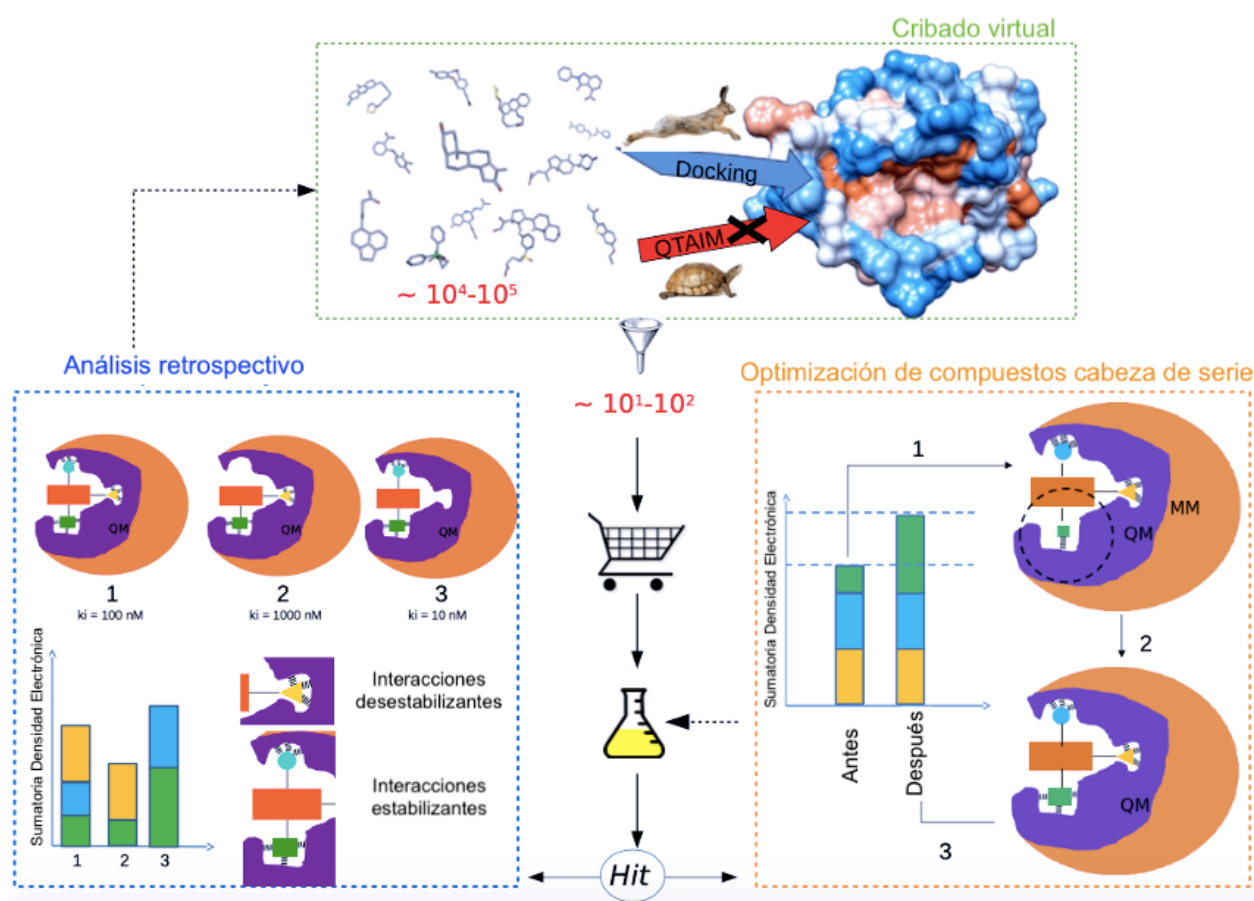 Cribado virtual
Docking
QTAIM
~ 10⁴-10⁵
~ 10¹-10²
Análisis retrospectivo
QM
QM
QM
1
2
3
ki = 100 nM
ki = 1000 nM
ki = 10 nM
Sumatoria Densidad Electrónica
1
2
3
Interacciones
desestabilizantes
Interacciones
estabilizantes
Hit
Optimización de compuestos cabeza de serie
1
Sumatoria Densidad Electrónica
Antes
Después
MM
QM
2
QM
3